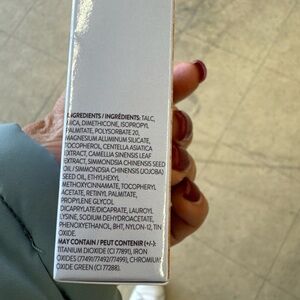 INGREDIENTS / INGRÉDIENTS: TALC,
MICA, DIMETHICONE, ISOPROPYL
PALMITATE, POLYSORBATE 20,
MAGNESIUM ALUMINUM SILICATE,
TOCOPHEROL, CENTELLA ASIATICA
EXTRACT, CAMELLIA SINENSIS LEAF
EXTRACT, SIMMONDSIA CHINENSIS SEED
OIL / SIMMONDSIA CHINENSIS (JOJOBA)
SEED OIL, ETHYLHEXYL
METHOXYCINNAMATE, TOCOPHERYL
ACETATE, RETINYL PALMITATE,
PROPYLENE GLYCOL
DICAPRYLATE/DICAPRATE, LAUROYL
LYSINE, SODIUM DEHYDROACETATE,
PHENOXYETHANOL, BHT, NYLON-12, TIN
OXIDE.
MAY CONTAIN / PEUT CONTENIR (+/-):
TITANIUM DIOXIDE (CI 77891), IRON
OXIDES (77491/77492/77499), CHROMIUM
OXIDE GREEN (CI 77288).